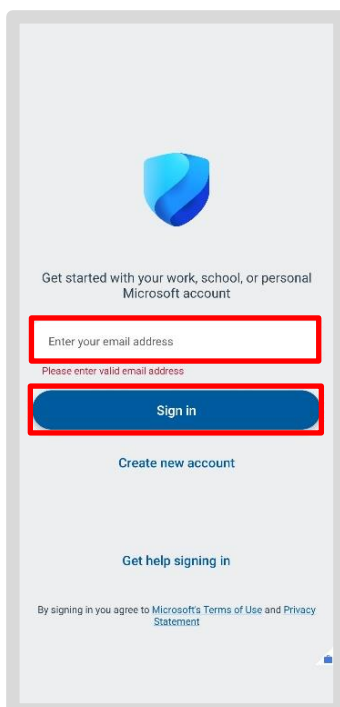 Get started with your work, school, or personal
Microsoft account
Enter your email address
Please enter valid email address
Sign in
Create new account
Get help signing in
By signing in you agree to Microsoft's Terms of Use and Privacy
Statement